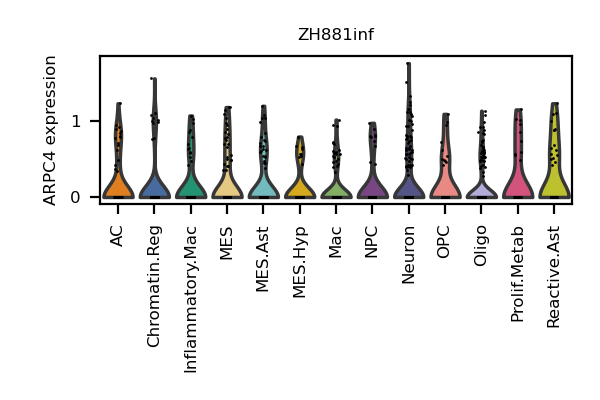 ZH881inf
ARPC4 expression
1
0
AC
Chromatin.Reg
Inflammatory.Mac
MES
MES.Ast
MES.Hyp
Mac
NPC
Neuron
OPC
Oligo
Prolif.Metab
Reactive.Ast